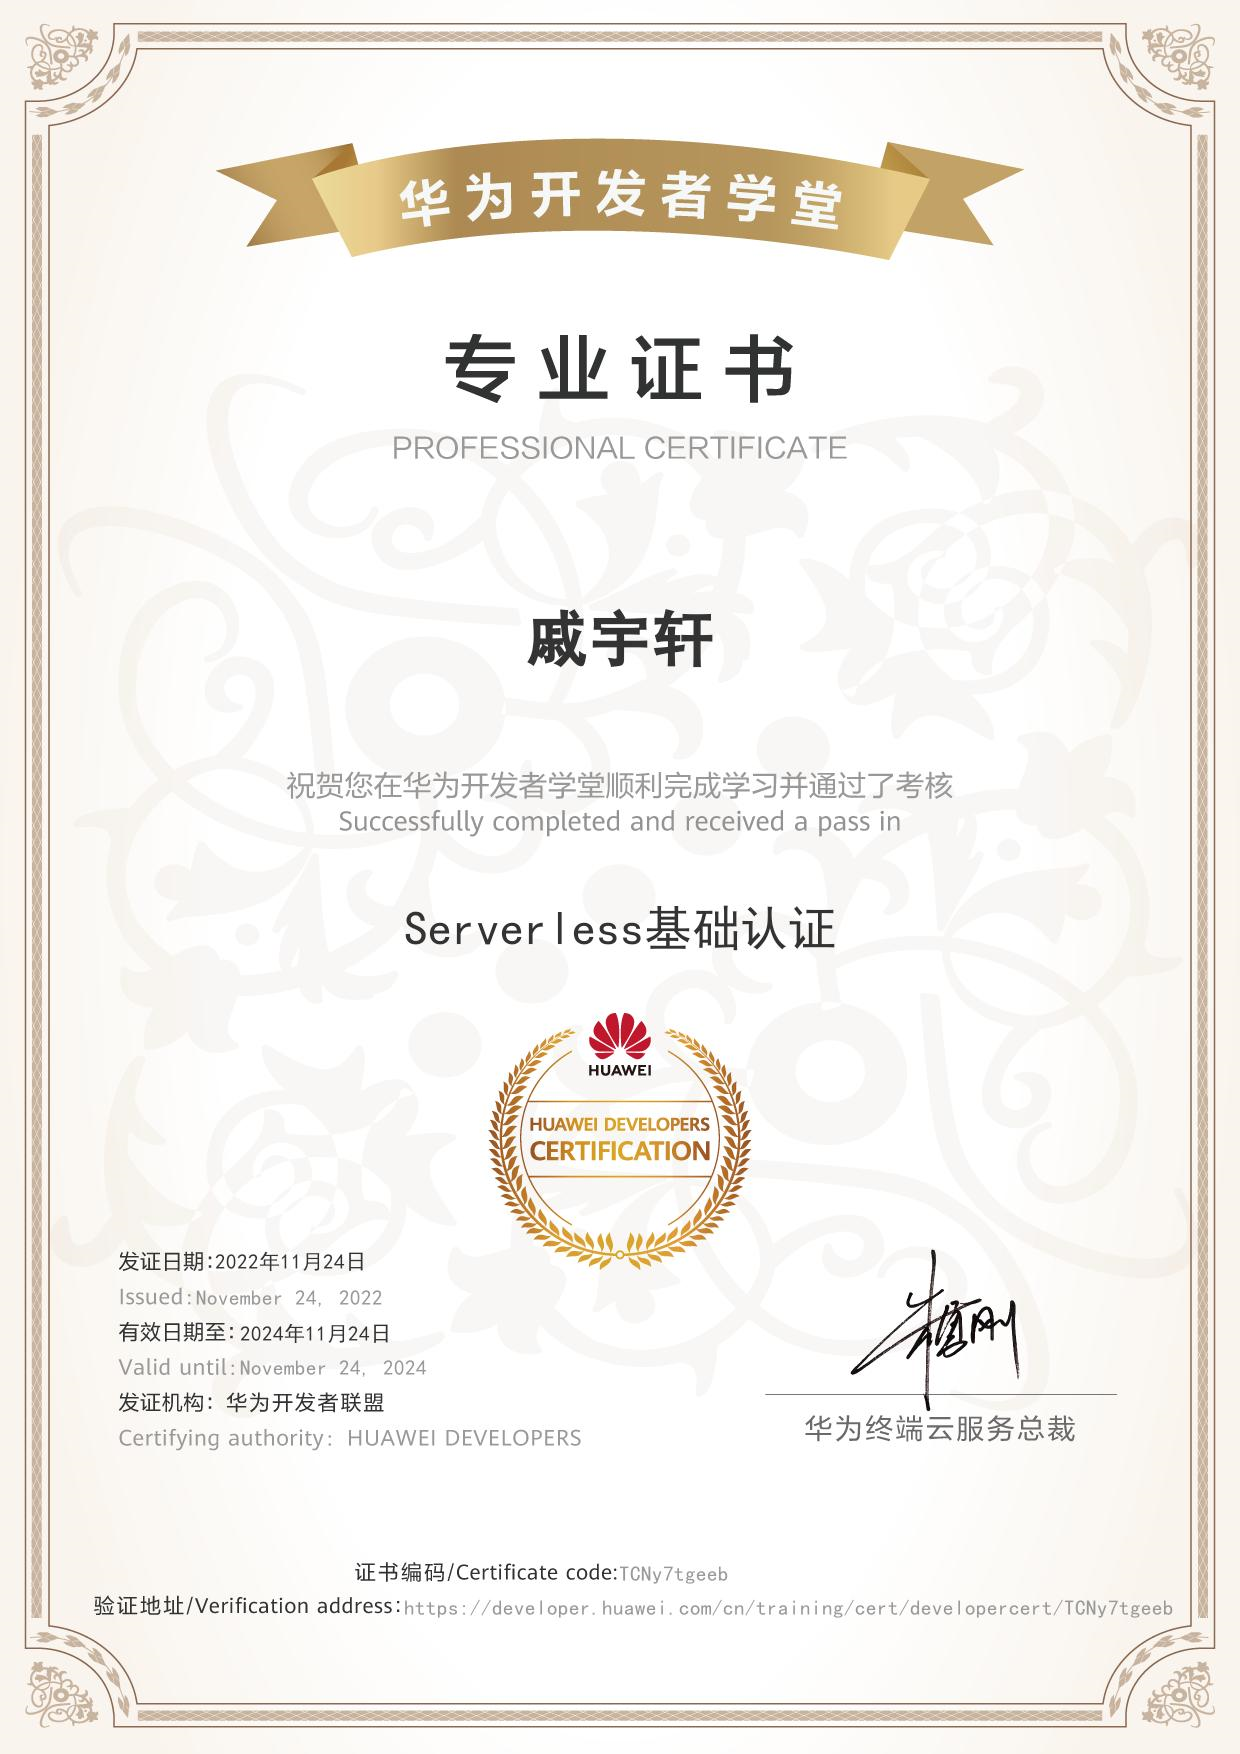 华为开发者学堂
专业证书
PROFESSIONAL CERTIFICATE
戚宇轩
祝贺您在华为开发者学堂顺利完成学习并通过了考核
Successfully completed and received a pass in
Serverless基础认证
HUAWEI
HUAWEI DEVELOPERS
CERTIFICATION
发证日期:2022年11月24日
Issued:November 24, 2022
有效日期至:2024年11月24日
Valid until:November 24, 2024
发证机构: 华为开发者联盟
Certifying authority: HUAWEI DEVELOPERS
华为终端云服务总裁
证书编码/Certificate code:TCNy7tgeeb
验证地址/Verification address:https://developer.huawei.com/cn/training/cert/developercert/TCNy7tgeeb